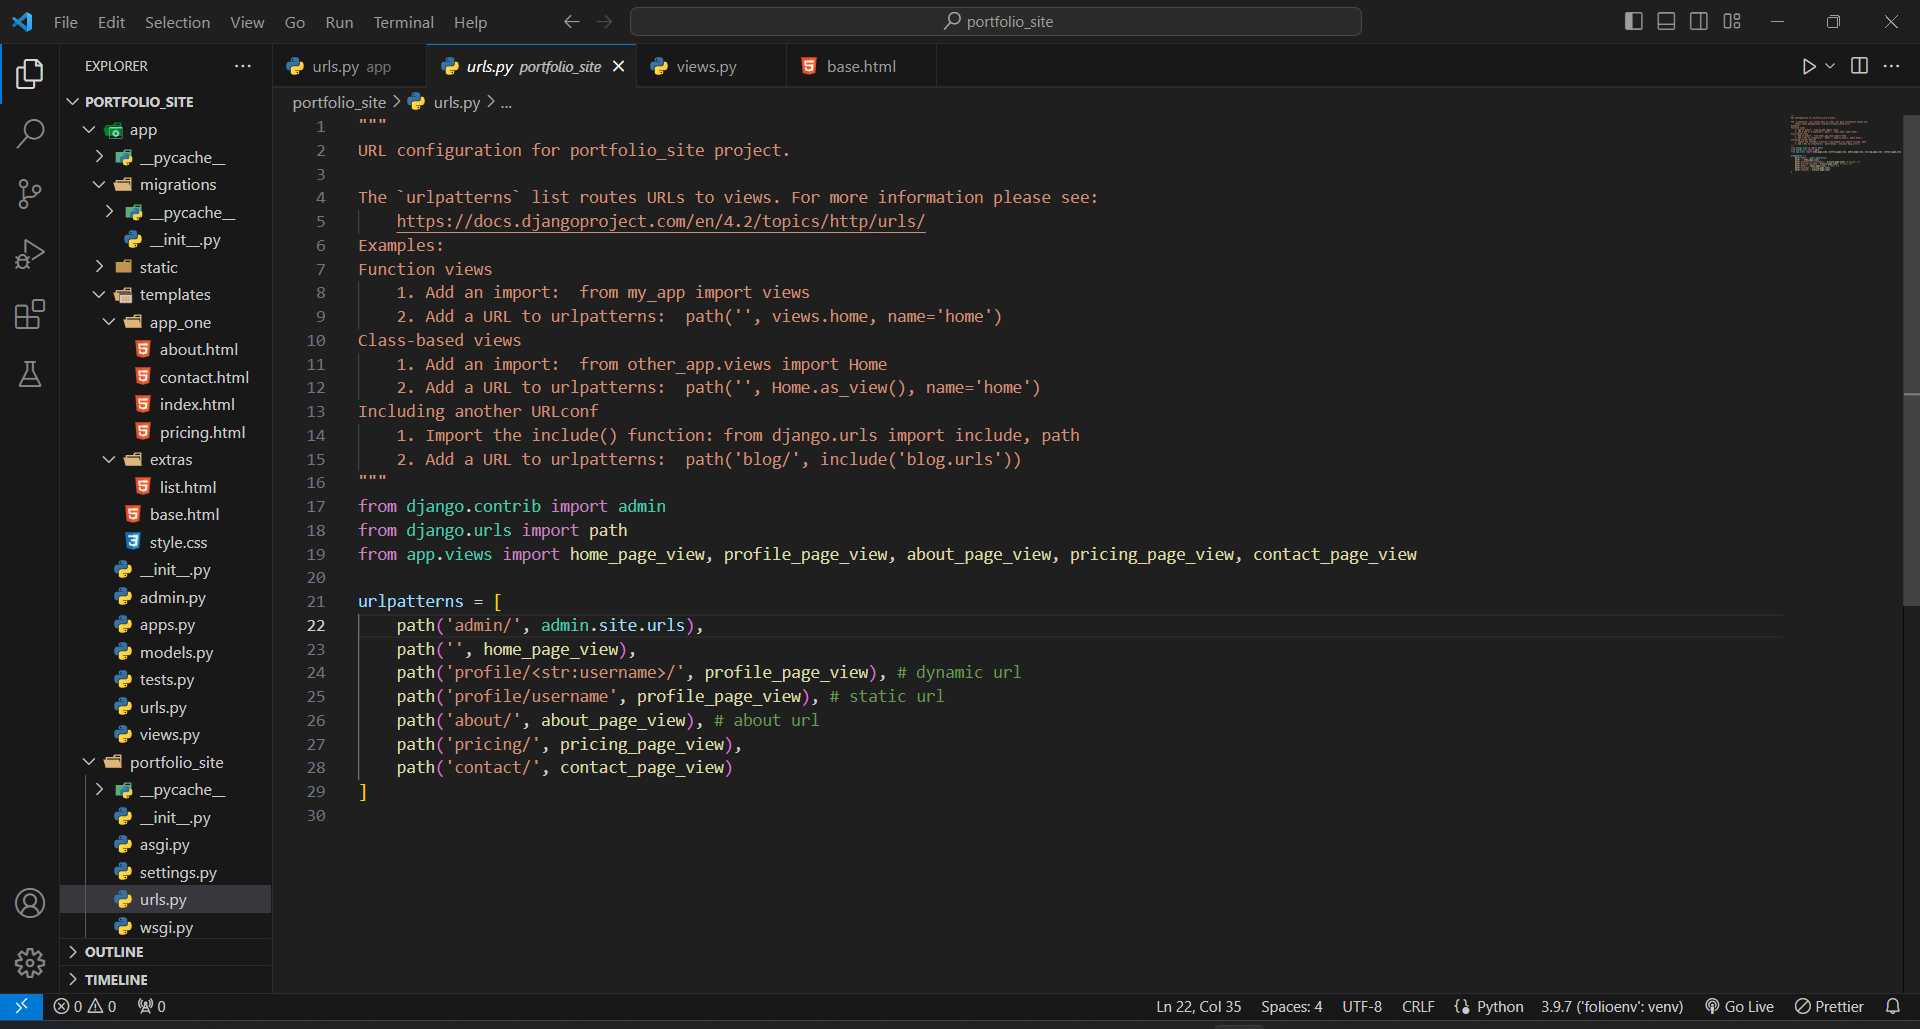 File Edit Selection View Go Run Terminal Help
portfolio_site
EXPLORER
PORTFOLIO_SITE
app
__pycache__
migrations
__pycache__
__init__.py
static
templates
app_one
about.html
contact.html
index.html
pricing.html
extras
list.html
base.html
style.css
__init__.py
admin.py
apps.py
models.py
tests.py
urls.py
views.py
portfolio_site
__pycache__
__init__.py
asgi.py
settings.py
urls.py
wsgi.py
OUTLINE
TIMELINE
urls.py app
urls.py portfolio_site
views.py
base.html
portfolio_site > urls.py > ...
1 """
2 URL configuration for portfolio_site project.
3
4 The `urlpatterns` list routes URLs to views. For more information please see:
5 https://docs.djangoproject.com/en/4.2/topics/http/urls/
6 Examples:
7 Function views
8 1. Add an import:  from my_app import views
9 2. Add a URL to urlpatterns:  path('', views.home, name='home')
10 Class-based views
11 1. Add an import:  from other_app.views import Home
12 2. Add a URL to urlpatterns:  path('', Home.as_view(), name='home')
13 Including another URLconf
14 1. Import the include() function: from django.urls import include, path
15 2. Add a URL to urlpatterns:  path('blog/', include('blog.urls'))
16 """
17 from django.contrib import admin
18 from django.urls import path
19 from app.views import home_page_view, profile_page_view, about_page_view, pricing_page_view, contact_page_view
20
21 urlpatterns = [
22 path('admin/', admin.site.urls),
23 path('', home_page_view),
24 path('profile/<str:username>/', profile_page_view), # dynamic url
25 path('profile/username', profile_page_view), # static url
26 path('about/', about_page_view), # about url
27 path('pricing/', pricing_page_view),
28 path('contact/', contact_page_view)
29 ]
30
0 0 0
Ln 22, Col 35 Spaces: 4 UTF-8 CRLF Python 3.9.7 ('folioenv': venv) Go Live Prettier